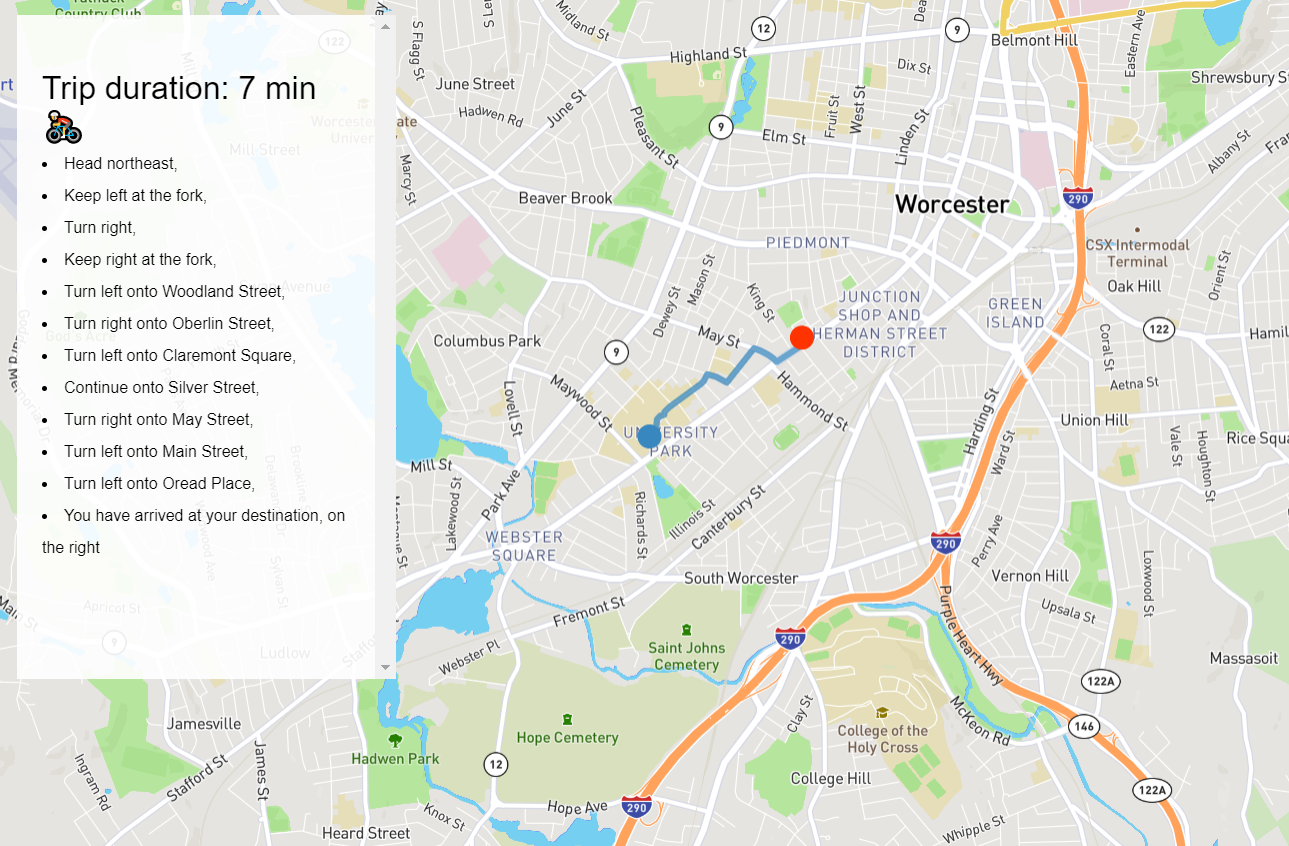 Trip duration: 7 min
• Head northeast,
• Keep left at the fork,
• Turn right,
• Keep right at the fork,
• Turn left onto Woodland Street,
• Turn right onto Oberlin Street,
• Turn left onto Claremont Square,
• Continue onto Silver Street,
• Turn right onto May Street,
• Turn left onto Main Street,
• Turn left onto Oread Place,
• You have arrived at your destination, on
the right
Country Club
122
Mill Street
Apricot St
9
Ludlow
S Flagg St
Midland St
12
9
Belmont Hill
Eastern Ave
Highland St
June Street
Dix St
Shrewsbury St
Hadwen Rd
June St
Pleasant St
9
Elm St
Fruit St
West St
Linden St
Albany St
Marcy St
Beaver Brook
Worcester
290
PIEDMONT
CSX Intermodal
Terminal
Oak Hill
Orient St
Mason St
King St
Dewey St
JUNCTION
SHOP AND
HERMAN STREET
DISTRICT
GREEN
ISLAND
122
May St
Columbus Park
9
Coral St
Aetna St
Maywood St
Lovell St
Hammond St
Harding St
Union Hill
UNIVERSITY
PARK
Ward St
Vale St
Houghton St
Mill St
Park Ave
Lakewood St
Richards St
Illinois St
Canterbury St
WEBSTER
SQUARE
290
Perry Ave
South Worcester
Vernon Hill
Loxwood St
Fremont St
Purple Heart Hwy
Upsala St
290
Saint Johns
Cemetery
Webster Pl
Massasoit
122A
Clay St
McKeon Rd
146
Jamesville
College of the
Holy Cross
Hope Cemetery
Hadwen Park
12
College Hill
Stafford St
James St
Ingram Rd
122A
Hope Ave
290
Knox St
Heard Street
Whipple St